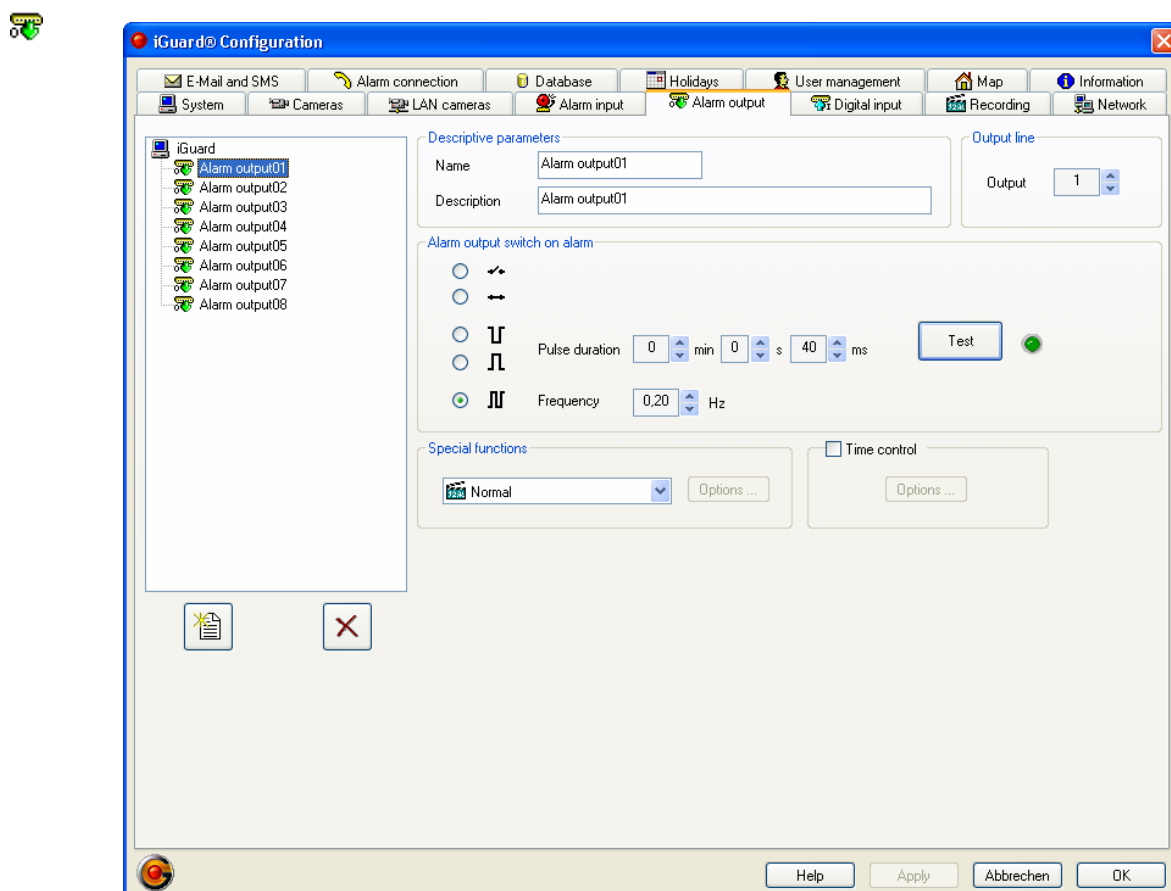 iGuard® Configuration
E-Mail and SMS
Alarm connection
Database
Holidays
User management
Map
Information
System
Cameras
LAN cameras
Alarm input
Alarm output
Digital input
Recording
Network
iGuard
Alarm output01
Alarm output02
Alarm output03
Alarm output04
Alarm output05
Alarm output06
Alarm output07
Alarm output08
Descriptive parameters
Name
Alarm output01
Description
Alarm output01
Output line
Output
1
Alarm output switch on alarm
Pulse duration 0 min 0 s 40 ms
Test
Frequency 0,20 Hz
Special functions
Normal
Options ...
Time control
Options ...
Help
Apply
Abbrechen
OK